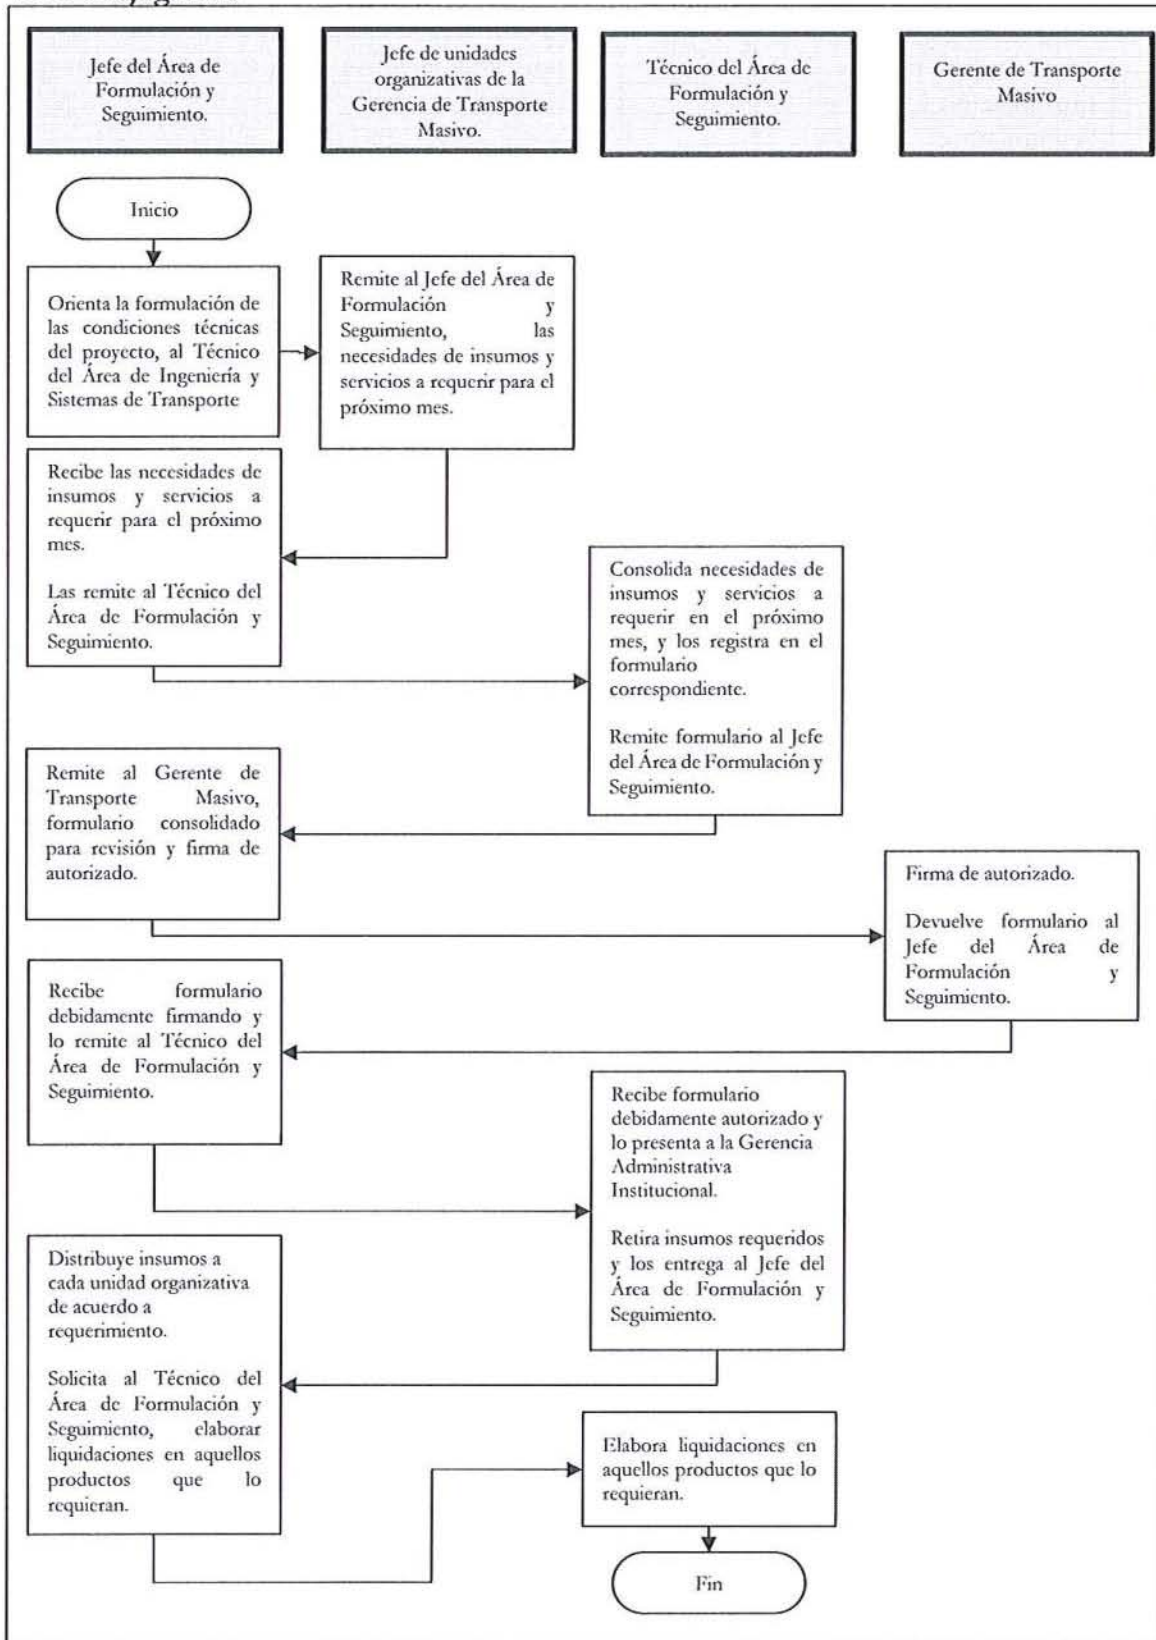 Jefe del Área de
Formulación y
Seguimiento.
Jefe de unidades
organizativas de la
Gerencia de Transporte
Masivo.
Técnico del Área de
Formulación y
Seguimiento.
Gerente de Transporte
Masivo
Inicio
Orienta la formulación de
las condiciones técnicas
del proyecto, al Técnico
del Área de Ingeniería y
Sistemas de Transporte
Remite al Jefe del Área de
Formulación y
Seguimiento, las
necesidades de insumos y
servicios a requerir para el
próximo mes.
Recibe las necesidades de
insumos y servicios a
requerir para el próximo
mes.
Las remite al Técnico del
Área de Formulación y
Seguimiento.
Consolida necesidades de
insumos y servicios a
requerir en el próximo
mes, y los registra en el
formulario
correspondiente.
Remite formulario al Jefe
del Área de Formulación y
Seguimiento.
Remite al Gerente de
Transporte Masivo,
formulario consolidado
para revisión y firma de
autorizado.
Firma de autorizado.
Devuelve formulario al
Jefe del Área de
Formulación y
Seguimiento.
Recibe formulario
debidamente firmando y
lo remite al Técnico del
Área de Formulación y
Seguimiento.
Recibe formulario
debidamente autorizado y
lo presenta a la Gerencia
Administrativa
Institucional.
Retira insumos requeridos
y los entrega al Jefe del
Área de Formulación y
Seguimiento.
Distribuye insumos a
cada unidad organizativa
de acuerdo a
requerimiento.
Solicita al Técnico del
Área de Formulación y
Seguimiento, elaborar
liquidaciones en aquellos
productos que lo
requieran.
Elabora liquidaciones en
aquellos productos que lo
requieran.
Fin